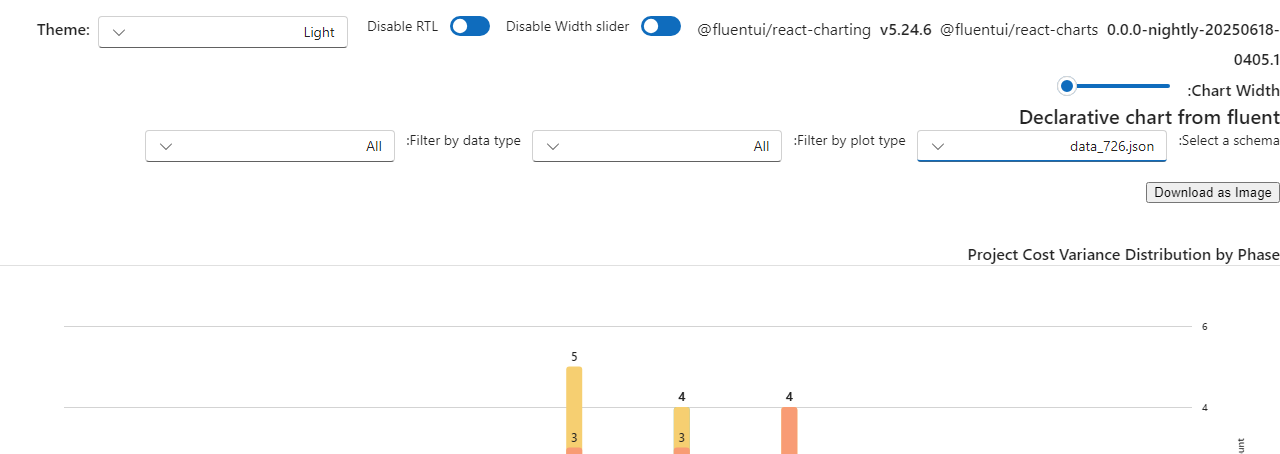 Theme: Light Disable RTL Disable Width slider @fluentui/react-charting v5.24.6 @fluentui/react-charts 0.0.0-nightly-20250618-
0405.1
:Chart Width
Declarative chart from fluent
:Select a schema data_726.json :Filter by plot type All :Filter by data type All
Download as Image
Project Cost Variance Distribution by Phase
6
5
4 4 4
3 3